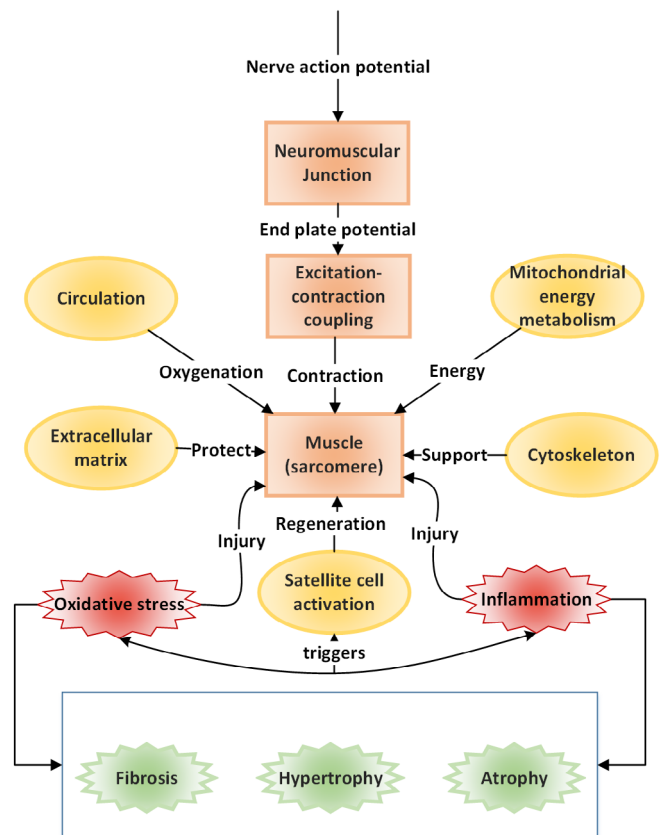 Nerve action potential
Neuromuscular
Junction
End plate potential
Circulation
Excitation-
contraction
coupling
Mitochondrial
energy
metabolism
Oxygenation
Contraction
Energy
Extracellular
matrix
Protect
Muscle
(sarcomere)
Support
Cytoskeleton
Injury
Regeneration
Injury
Oxidative stress
Satellite cell
activation
Inflammation
triggers
Fibrosis
Hypertrophy
Atrophy